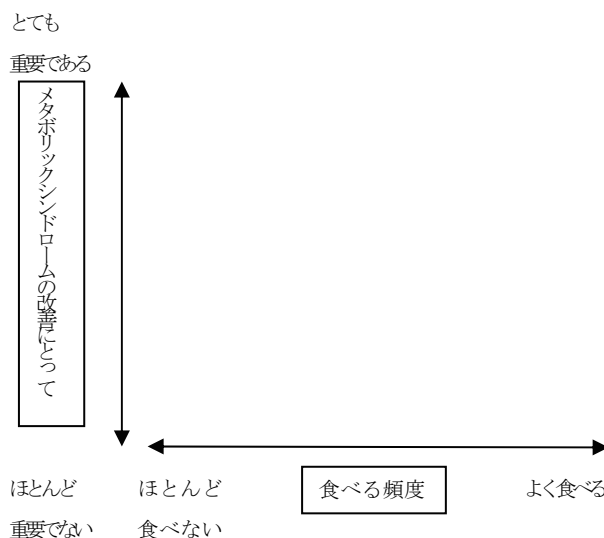 とても
重要である
メタボリックシンドロームの改善にとって
ほとんど
重要でない
ほとんど
食べない
食べる頻度
よく食べる